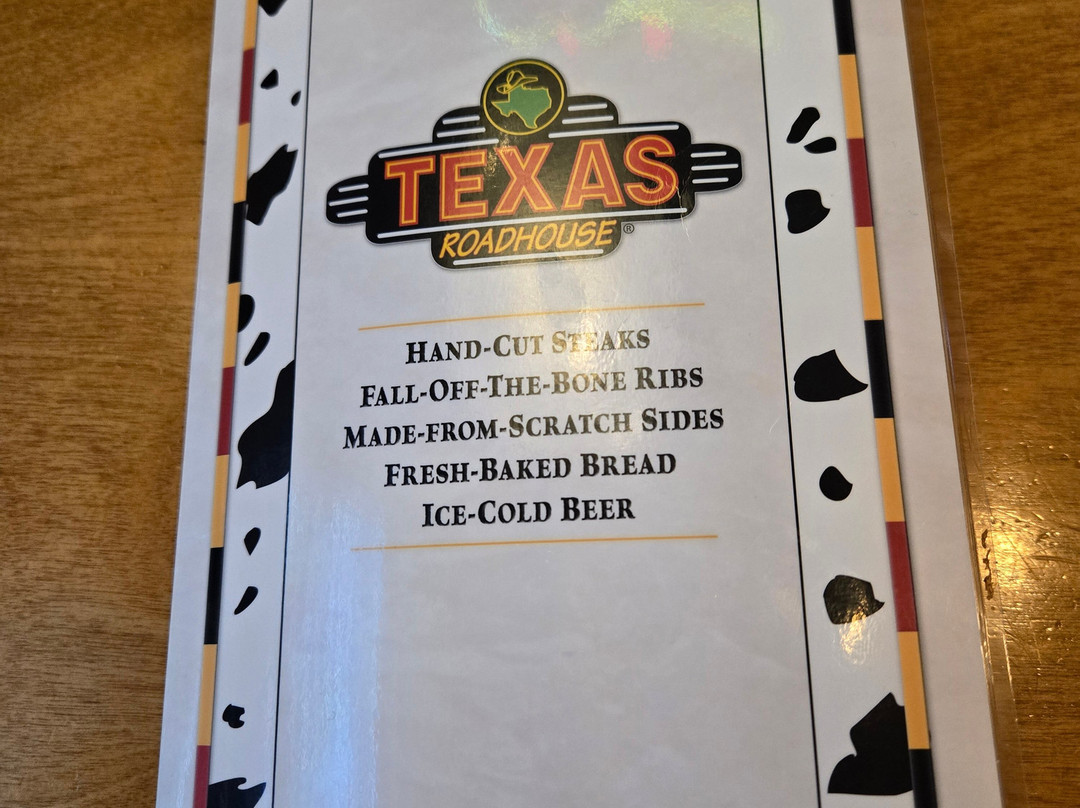 TEXAS
ROADHOUSE®
HAND-CUT STEAKS
FALL-OFF-THE-BONE RIBS
MADE-FROM-SCRATCH SIDES
FRESH-BAKED BREAD
ICE-COLD BEER